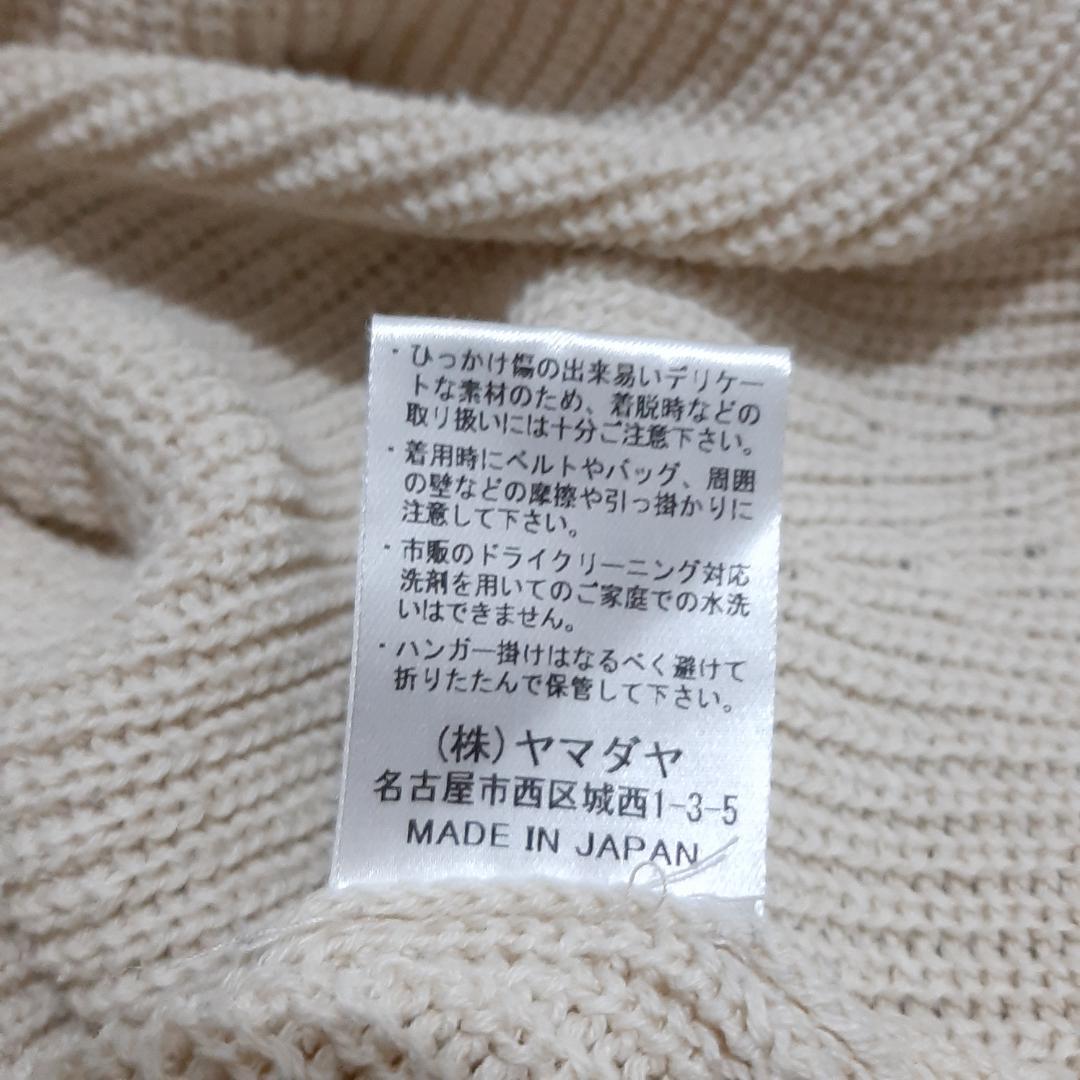 ・ひっかけ傷の出来易いデリケー
トな素材のため、着脱時などの
取り扱いには十分ご注意下さい。
・着用時にベルトやバッグ、周囲
の壁などの摩擦や引っ掛かりに
注意して下さい。
・市販のドライクリーニング対応
洗剤を用いてのご家庭での水洗
いはできません。
・ハンガー掛けはなるべく避けて
折りたたんで保管して下さい。
(株)ヤマダヤ
名古屋市西区城西1-3-5
MADE IN JAPAN